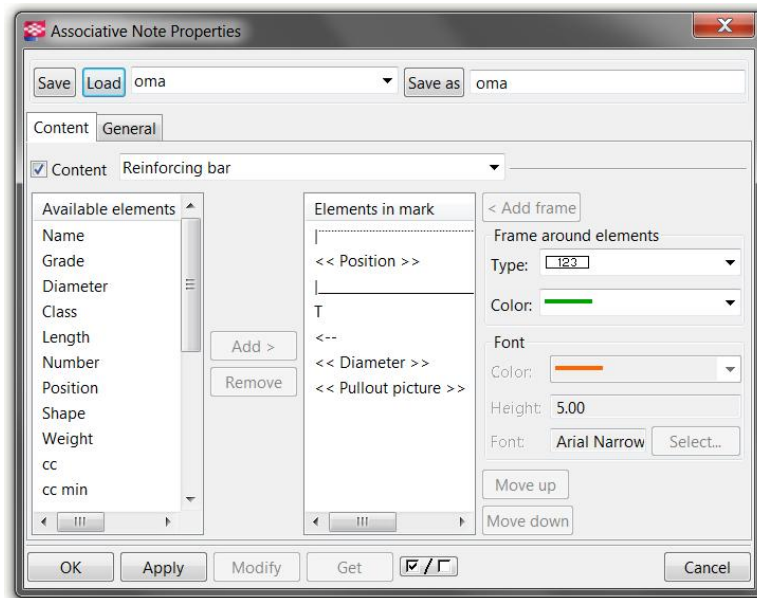 Associative Note Properties
Save Load oma Save as oma
Content General
Content Reinforcing bar
Available elements
Name
Grade
Diameter
Class
Length
Number
Position
Shape
Weight
cc
cc min
Add >
Remove
Elements in mark
<< Position >>
T
<--
<< Diameter >>
<< Pullout picture >>
< Add frame
Frame around elements
Type: 123
Color:
Font
Color:
Height: 5.00
Font: Arial Narrow Select...
Move up
Move down
OK Apply Modify Get Cancel